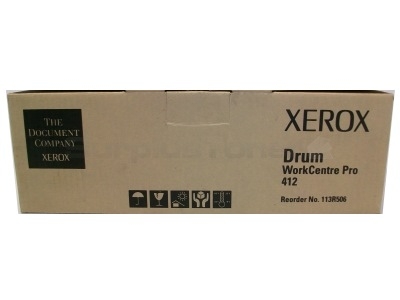 THE
DOCUMENT
COMPANY
XEROX
XEROX
Drum
WorkCentre Pro
412
Reorder No. 113R506